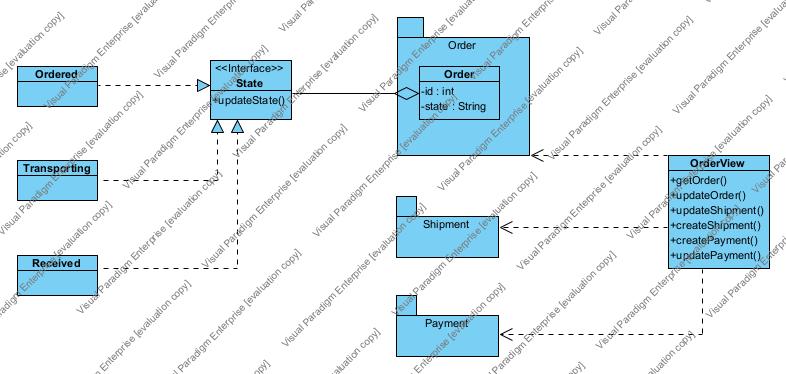 Ordered
<<Interface>>
State
+updateState()
Transporting
Received
Order
Order
-id : int
-state : String
Shipment
Payment
OrderView
+getOrder()
+updateOrder()
+updateShipment()
+createShipment()
+createPayment()
+updatePayment()
Visual Paradigm Enterprise [evaluation copy]